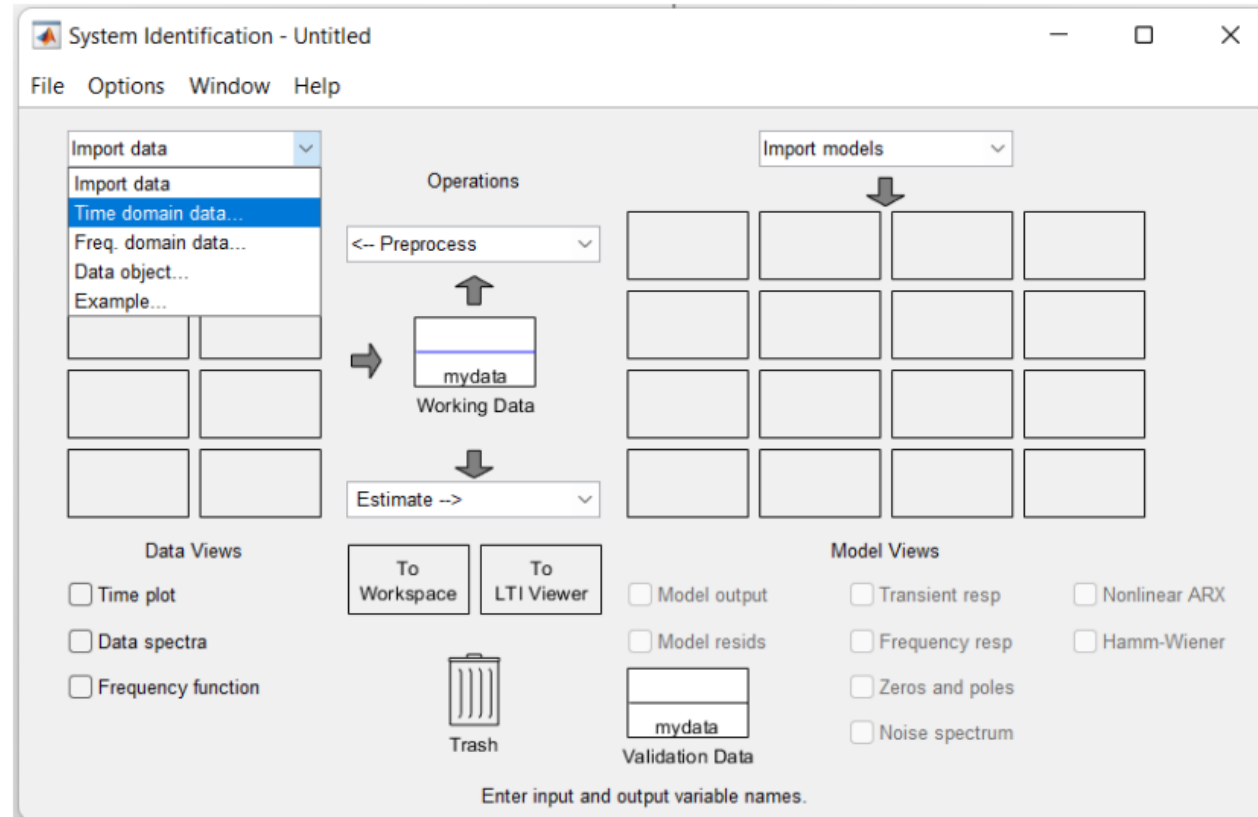 System Identification - Untitled
File Options Window Help
Import data
Import data
Time domain data...
Freq. domain data...
Data object...
Example...
Operations
<-- Preprocess
mydata
Working Data
Estimate -->
To
Workspace
To
LTI Viewer
Trash
Data Views
Time plot
Data spectra
Frequency function
Import models
Model Views
Model output
Transient resp
Nonlinear ARX
Model resids
Frequency resp
Hamm-Wiener
Zeros and poles
Noise spectrum
mydata
Validation Data
Enter input and output variable names.